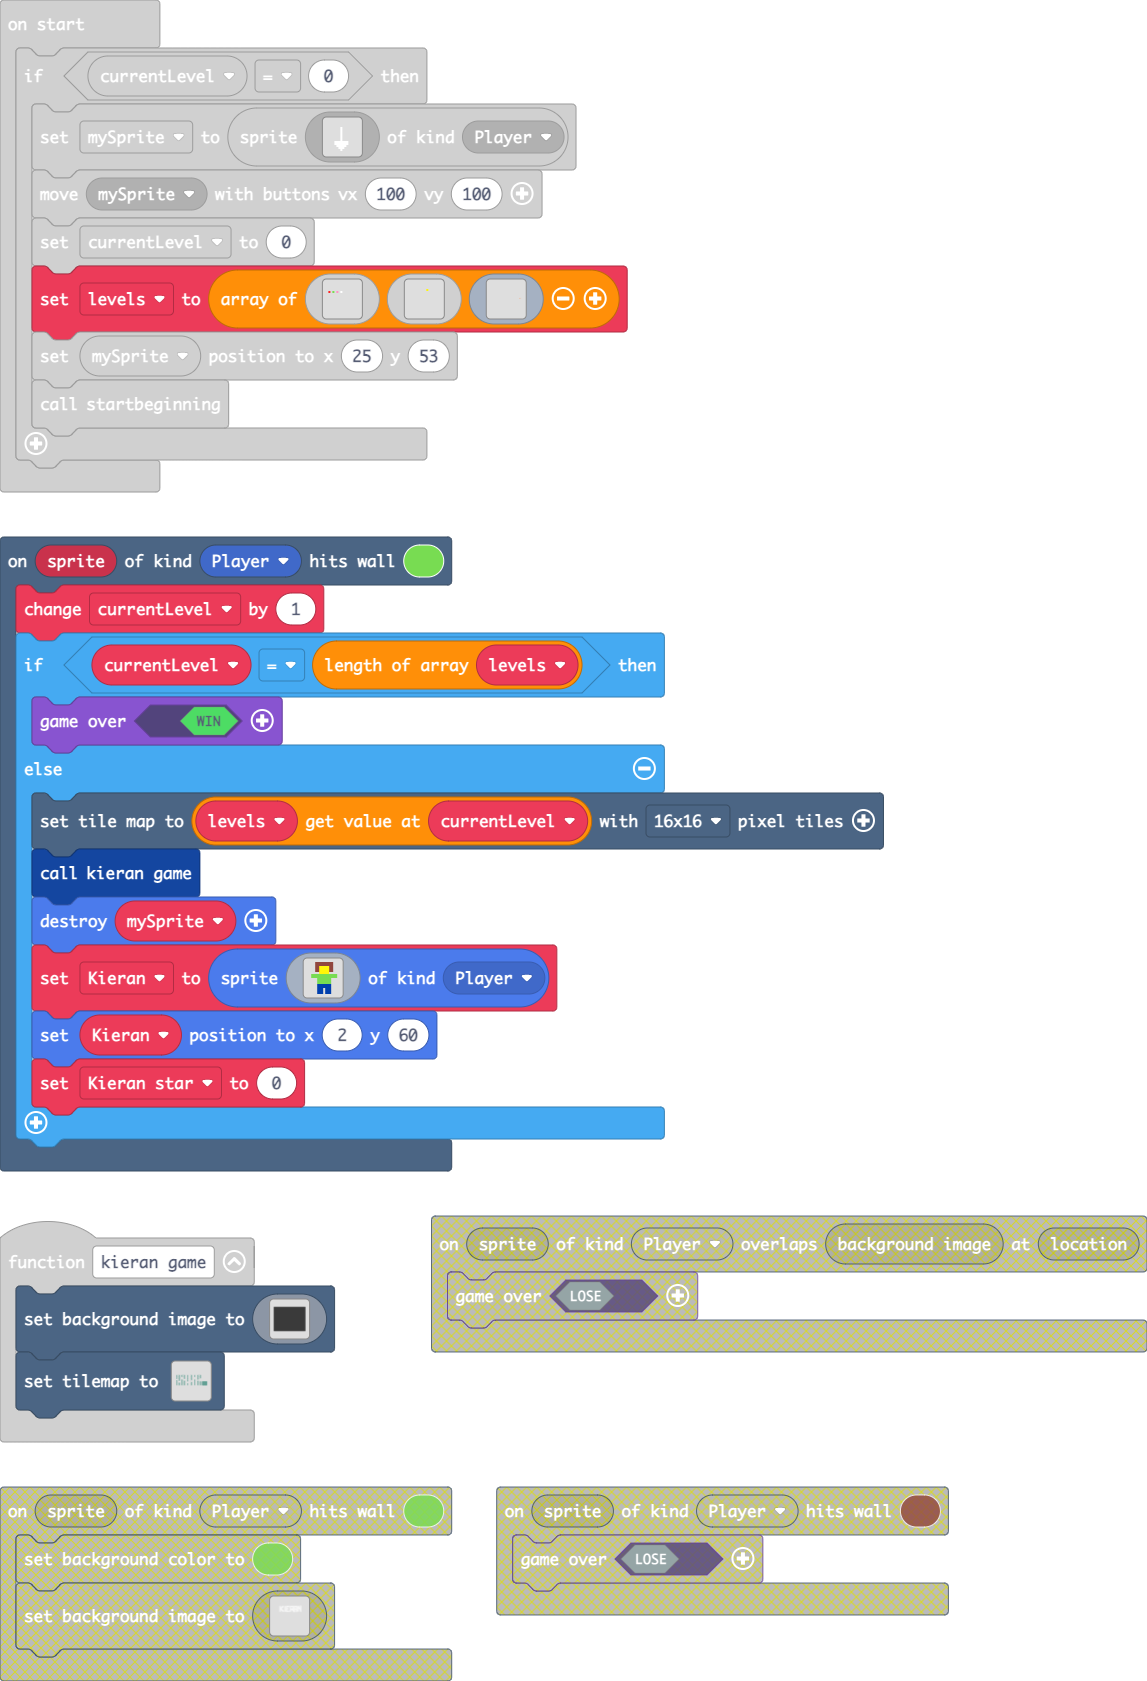 on start
if currentLevel = 0 then
set mySprite to sprite of kind Player
move mySprite with buttons vx 100 vy 100
set currentLevel to 0
set levels to array of
set mySprite position to x 25 y 53
call startbeginning
on sprite of kind Player hits wall
change currentLevel by 1
if currentLevel = length of array levels then
game over WIN
else
set tile map to levels get value at currentLevel with 16x16 pixel tiles
call kieran game
destroy mySprite
set Kieran to sprite of kind Player
set Kieran position to x 2 y 60
set Kieran star to 0
function kieran game
set background image to
set tilemap to
on sprite of kind Player overlaps background image at location
game over LOSE
on sprite of kind Player hits wall
set background color to
set background image to
on sprite of kind Player hits wall
game over LOSE